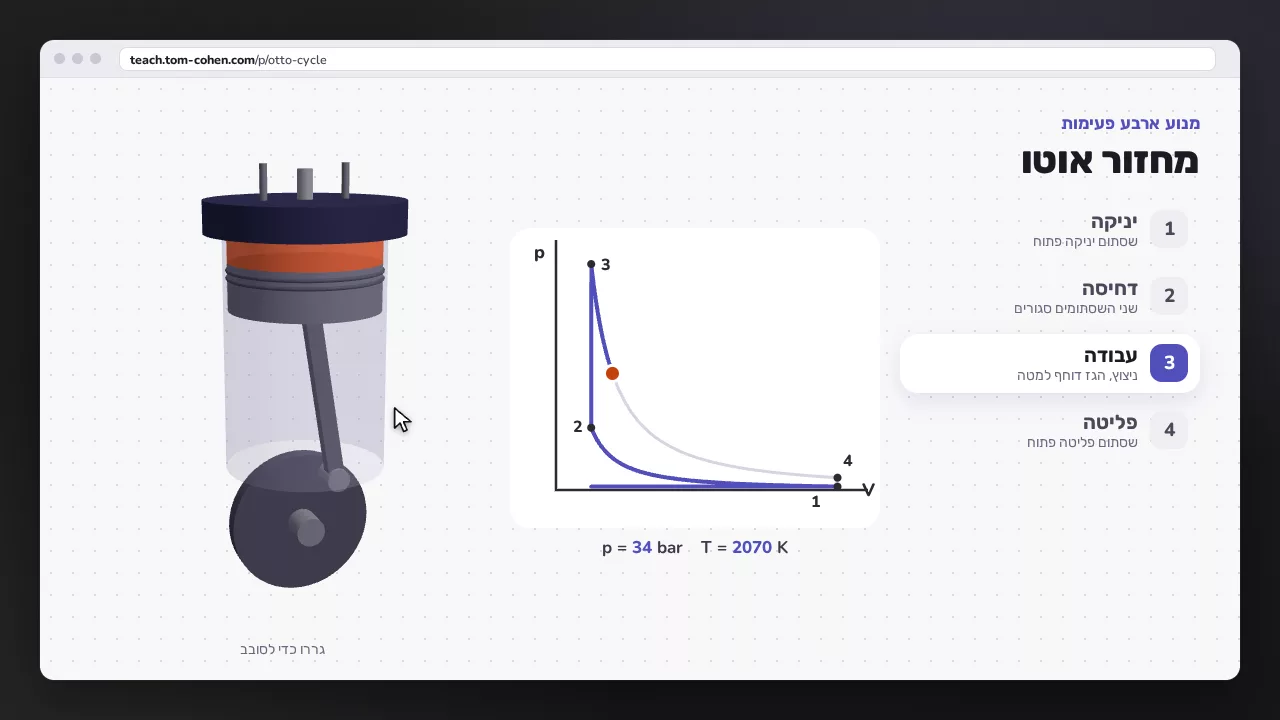 teach.tom-cohen.com/p/otto-cycle
מנוע ארבע פעימות
מחזור אוטו
1
יניקה
שסתום יניקה פתוח
2
דחיסה
שני השסתומים סגורים
3
עבודה
ניצוץ, הגז דוחף למטה
4
פליטה
שסתום פליטה פתוח
p
3
2
4
1
V
p = 34 bar T = 2070 K
גררו כדי לסובב